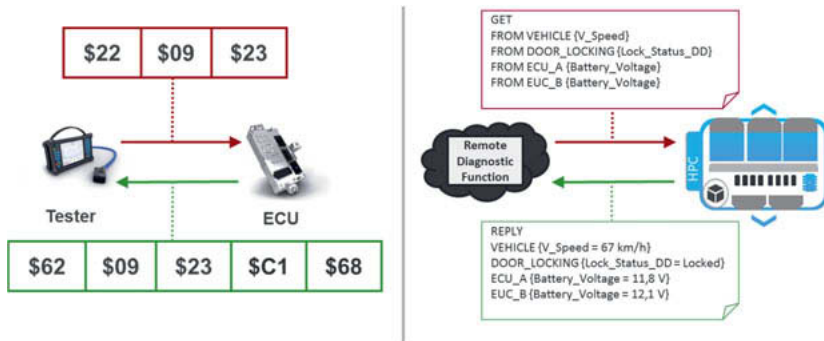 $22 $09 $23
Tester
ECU
$62 $09 $23 $C1 $68
GET
FROM VEHICLE {V_Speed}
FROM DOOR_LOCKING {Lock_Status_DD}
FROM ECU_A {Battery_Voltage}
FROM EUC_B {Battery_Voltage}
Remote
Diagnostic
Function
HPC
REPLY
VEHICLE {V_Speed = 67 km/h}
DOOR_LOCKING {Lock_Status_DD = Locked}
ECU_A {Battery_Voltage = 11,8 V}
EUC_B {Battery_Voltage = 12,1 V}